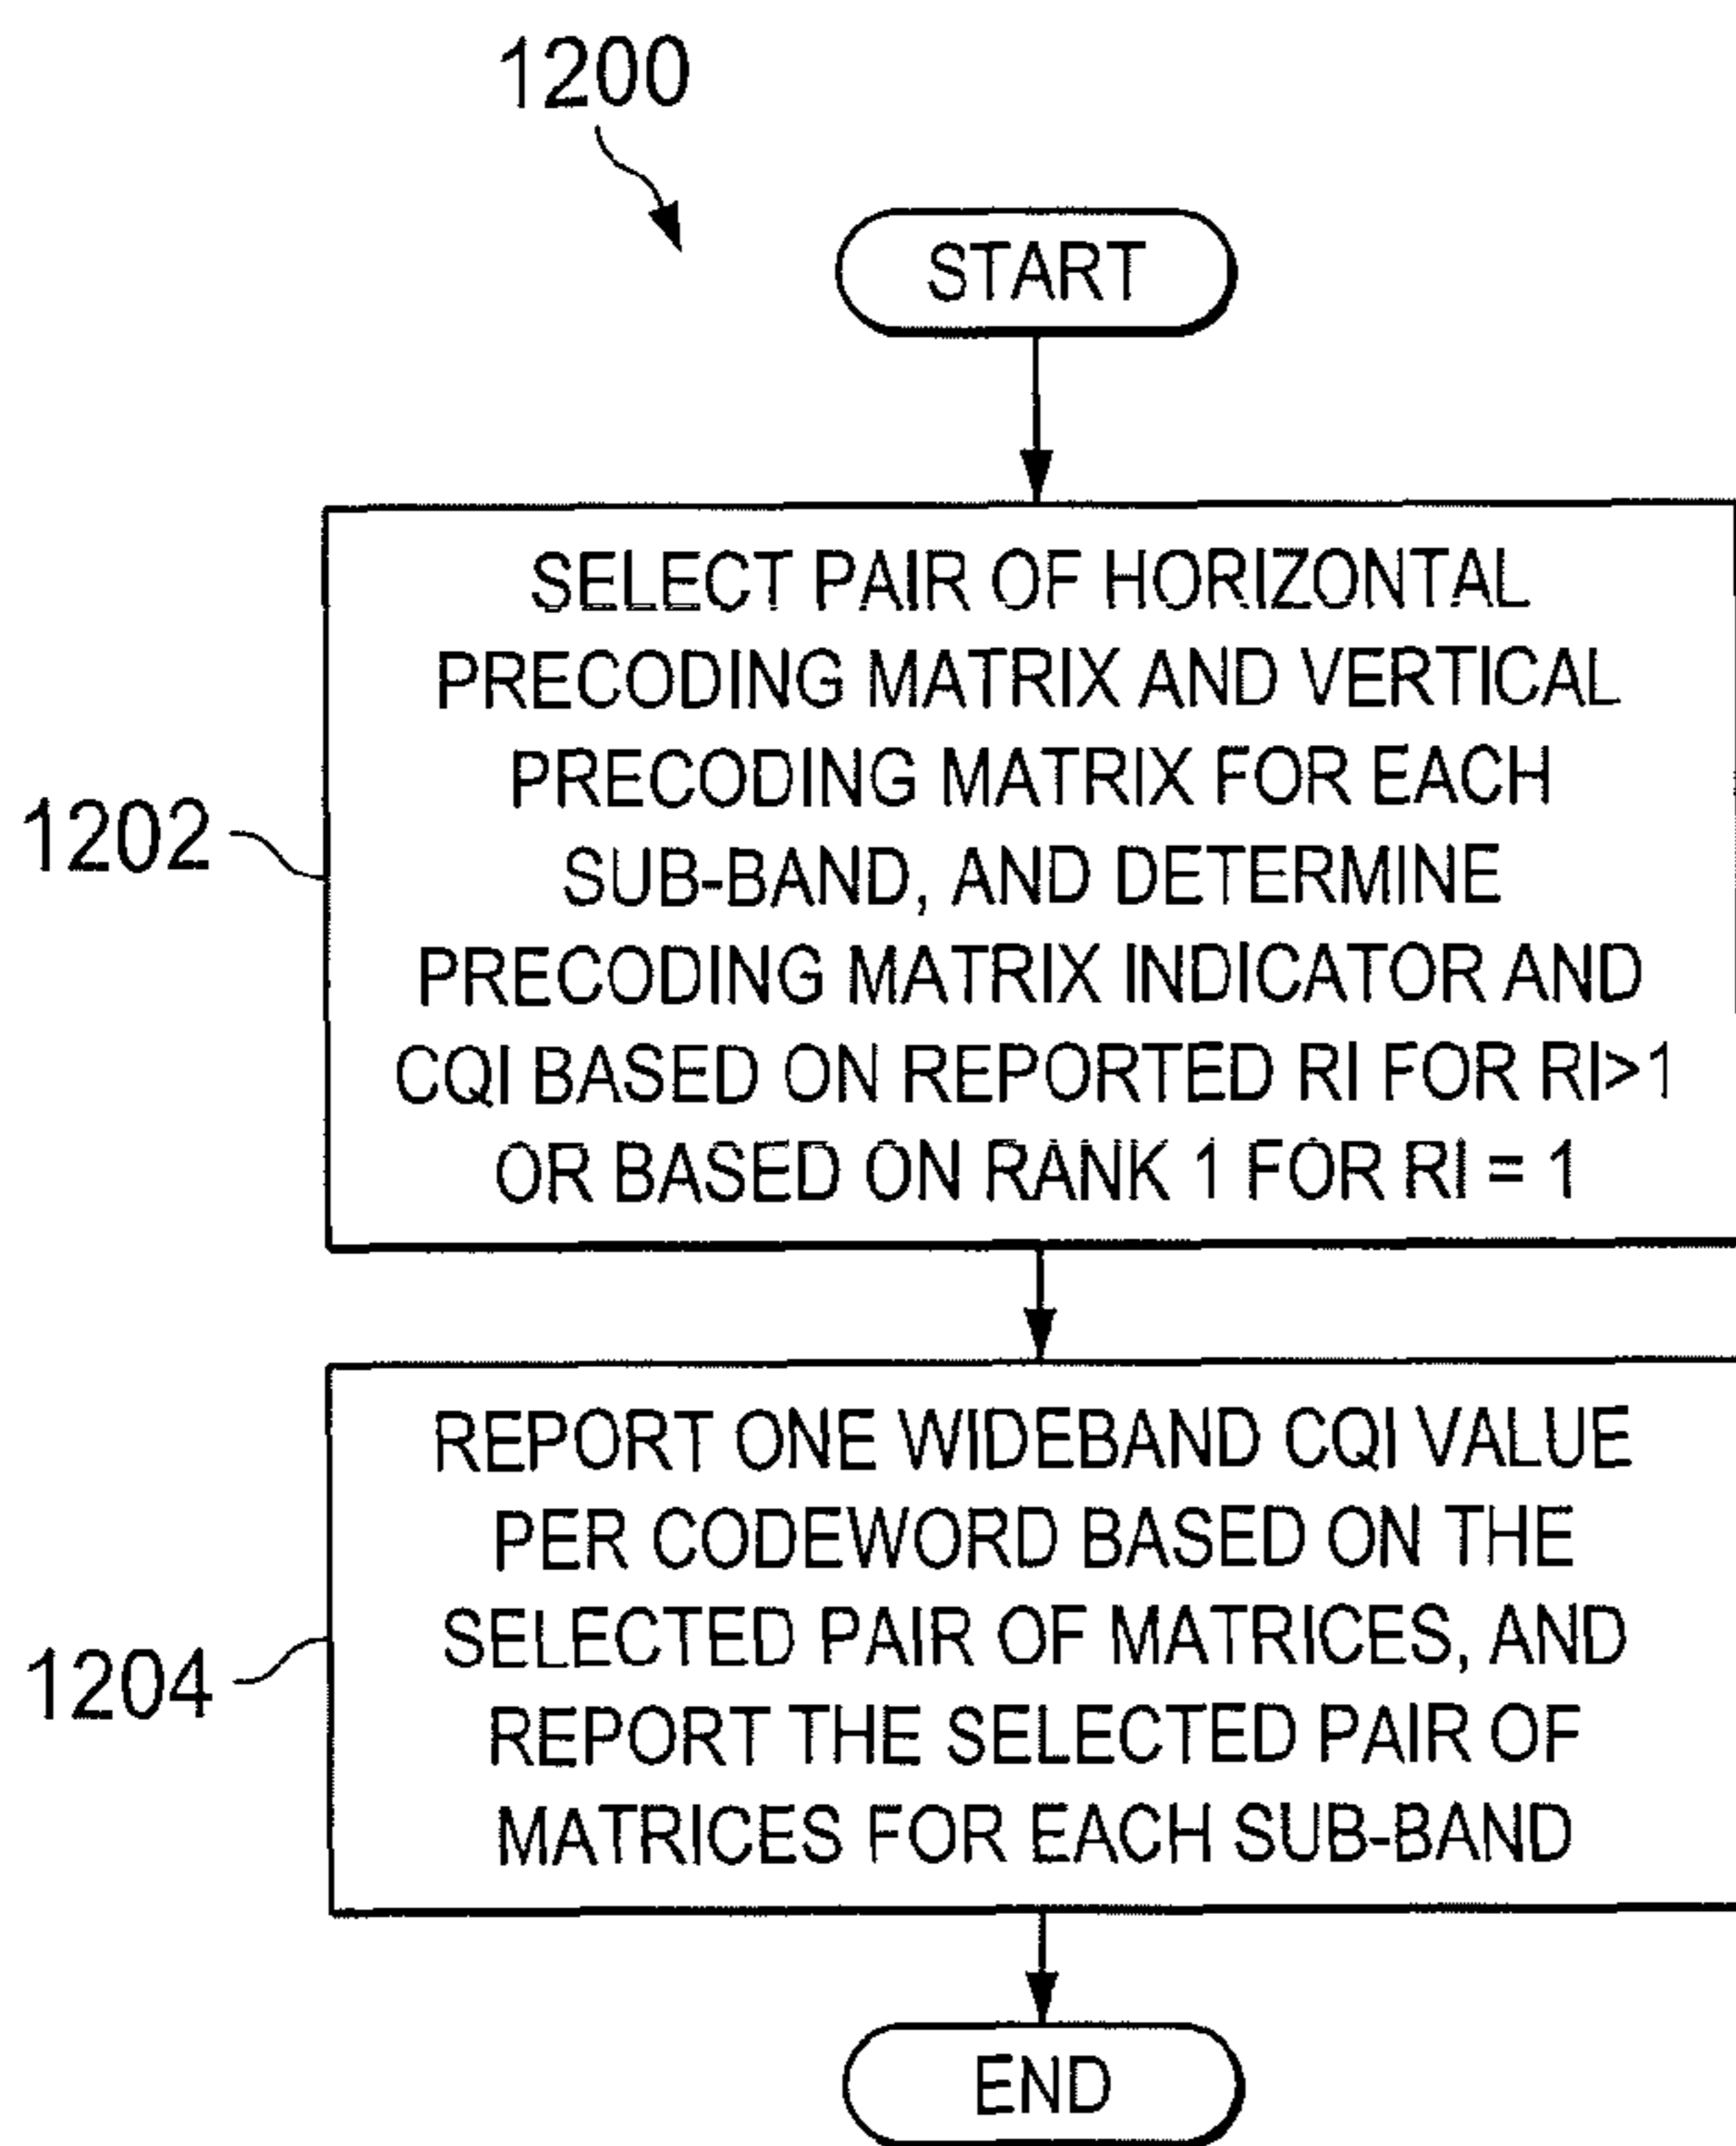 1200
START
SELECT PAIR OF HORIZONTAL
PRECODING MATRIX AND VERTICAL
PRECODING MATRIX FOR EACH
SUB-BAND, AND DETERMINE
PRECODING MATRIX INDICATOR AND
CQI BASED ON REPORTED RI FOR RI>1
OR BASED ON RANK 1 FOR RI = 1
1202
REPORT ONE WIDEBAND CQI VALUE
PER CODEWORD BASED ON THE
SELECTED PAIR OF MATRICES, AND
REPORT THE SELECTED PAIR OF
MATRICES FOR EACH SUB-BAND
1204
END